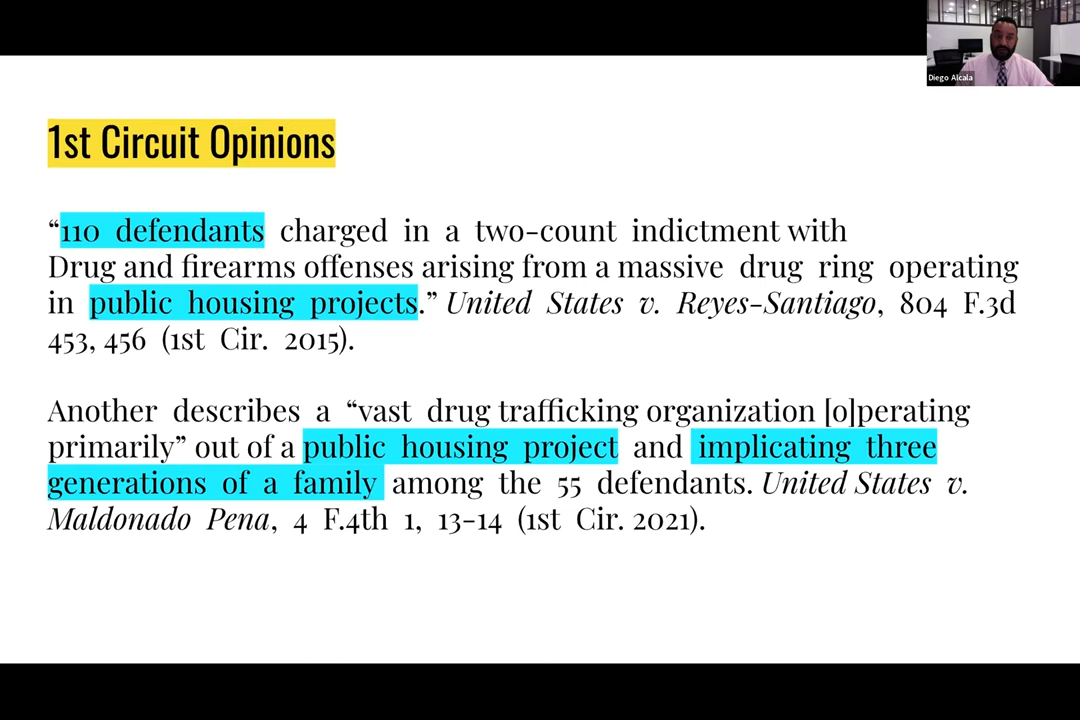 Diego Alcala
1st Circuit Opinions
“110 defendants charged in a two-count indictment with
Drug and firearms offenses arising from a massive drug ring operating
in public housing projects.” United States v. Reyes-Santiago, 804 F.3d
453, 456 (1st Cir. 2015).
Another describes a “vast drug trafficking organization [o]perating
primarily” out of a public housing project and implicating three
generations of a family among the 55 defendants. United States v.
Maldonado Pena, 4 F.4th 1, 13-14 (1st Cir. 2021).